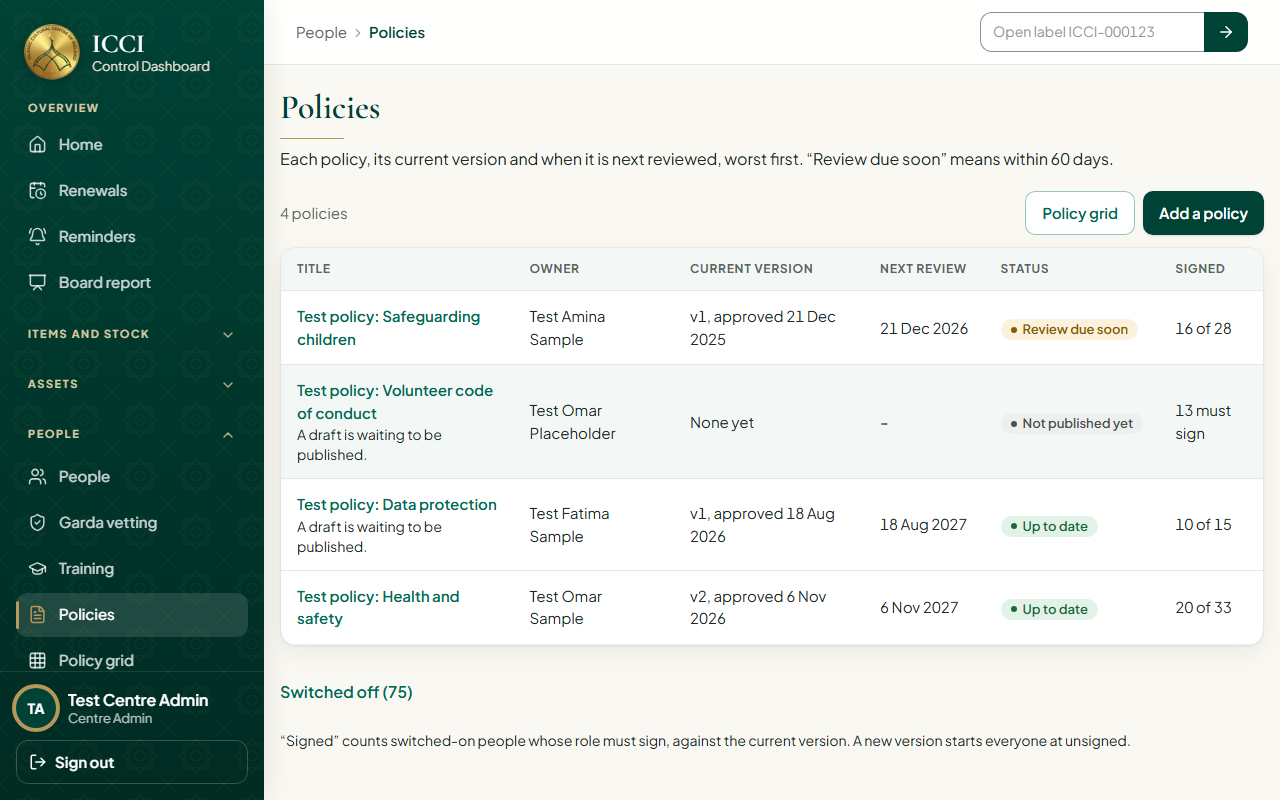 ICCI
Control Dashboard
OVERVIEW
Home
Renewals
Reminders
Board report
ITEMS AND STOCK
ASSETS
PEOPLE
People
Garda vetting
Training
Policies
Policy grid
TA
Test Centre Admin
Centre Admin
Sign out
People › Policies
Open label ICCI-000123
Policies
Each policy, its current version and when it is next reviewed, worst first. “Review due soon” means within 60 days.
4 policies
Policy grid
Add a policy
TITLE OWNER CURRENT VERSION NEXT REVIEW STATUS SIGNED
Test policy: Safeguarding
children
Test Amina
Sample
v1, approved 21 Dec
2025
21 Dec 2026
Review due soon
16 of 28
Test policy: Volunteer code
of conduct
A draft is waiting to be
published.
Test Omar
Placeholder
None yet
–
Not published yet
13 must
sign
Test policy: Data protection
A draft is waiting to be
published.
Test Fatima
Sample
v1, approved 18 Aug
2026
18 Aug 2027
Up to date
10 of 15
Test policy: Health and
safety
Test Omar
Sample
v2, approved 6 Nov
2026
6 Nov 2027
Up to date
20 of 33
Switched off (75)
“Signed” counts switched-on people whose role must sign, against the current version. A new version starts everyone at unsigned.